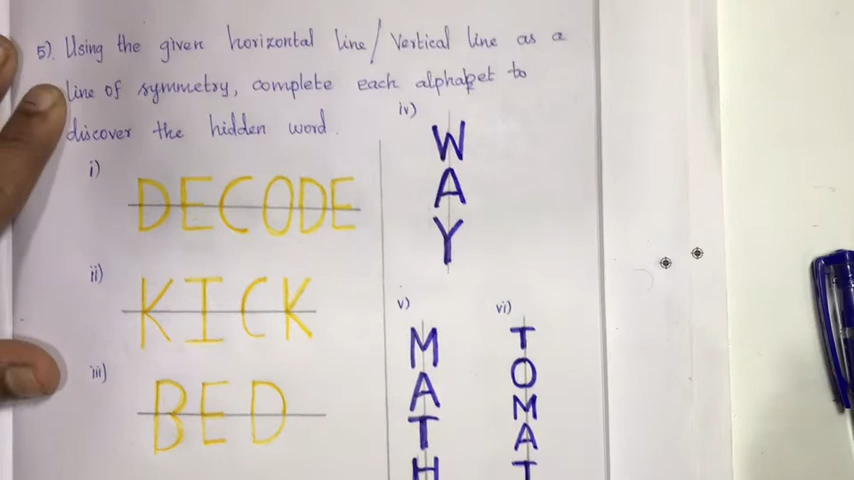 5). Using the given horizontal line/Vertical line as a
line of symmetry, complete each alphabet to
discover the hidden word.
i)
DECODE
ii)
KICK
iii)
BED
iv)
W
A
Y
v)
M
A
T
H
vi)
T
O
M
A
T